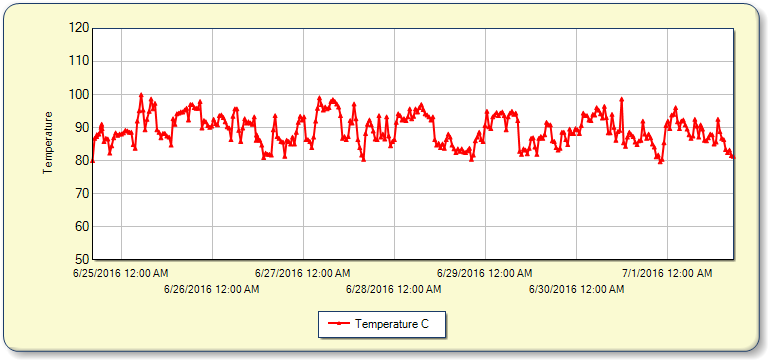 120
110
100
90
80
70
60
50
Temperature
6/25/2016 12:00 AM
6/26/2016 12:00 AM
6/27/2016 12:00 AM
6/28/2016 12:00 AM
6/29/2016 12:00 AM
6/30/2016 12:00 AM
7/1/2016 12:00 AM
Temperature C